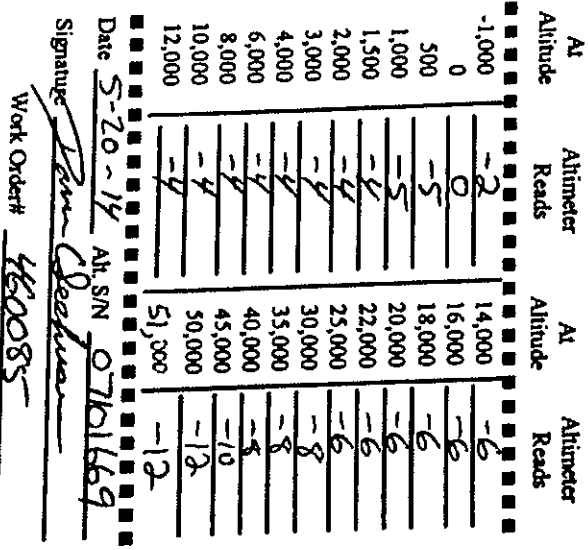 At Altitude Altimeter Reads At Altitude Altimeter Reads
-1,000 -2 14,000 -6
0 0 16,000 -6
500 -5 18,000 -6
1,000 -5 20,000 -6
1,500 -4 22,000 -6
2,000 -4 25,000 -6
3,000 -4 30,000 -8
4,000 -4 35,000 -8
6,000 -4 40,000 -8
8,000 -4 45,000 -10
10,000 -4 50,000 -12
12,000 -4 51,000 -12
Date 5-20-14 Alt. S/N 07101669
Signature
Work Order# 460085